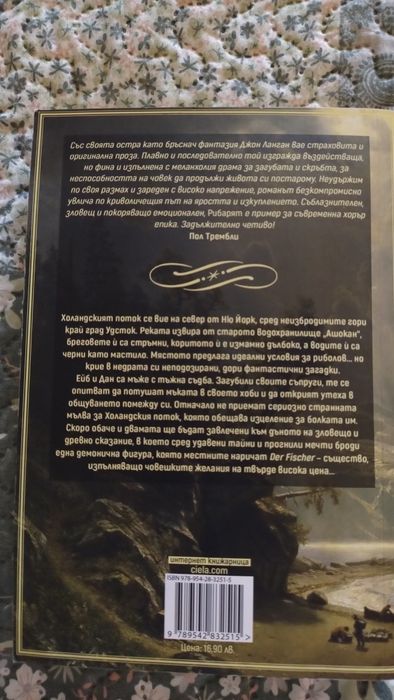 Със своята остра като бръснач фантазия Джон Ланган вае страховита и
оригинална проза. Плавно и последователно той изгражда въздействаща,
но фина и изпълнена с меланхолия драма за загубата и скръбта, за
неспособността на човек да продължи живота си постарому. Неудържим
по своя размах и зареден с високо напрежение, романът безкомпромисно
увлича по криволичещия път на яростта и изкуплението. Съблазнителен,
зловещ и покоряващо емоционален, Рибарят е пример за съвременна хорър
епика. Задължително четиво!
Пол Трембли
Холандският поток се вие на север от Ню Йорк, сред неизбродимите гори
край град Удсток. Реката извира от старото водохранилище „Ашокан“,
бреговете ѝ са стръмни, коритото ѝ е измамно дълбоко, а водите ѝ са
черни като мастило. Мястото предлага идеални условия за риболов... но
крие в недрата си неподозирани, дори фантастични загадки.
Ейб и Дан са мъже с тъжна съдба. Загубили своите съпруги, те се
опитват да потушат мъката в своето хоби и да открият утеха в
общуването помежду си. Отначало не приемат сериозно странната
мълва за Холандския поток, която обещава изцеление за болката им.
Скоро обаче и двамата ще бъдат завлечени към дъното на зловещо и
древно сказание, в което сред удавени тайни и прогнили мечти броди
една демонична фигура, която местните наричат Der Fischer – същество,
изпълняващо човешките желания на твърде висока цена...
интернет книжарница
ciela.com
ISBN 978-954-28-3251-5
9 789542 832515 >
Цена: 16,90 лв.